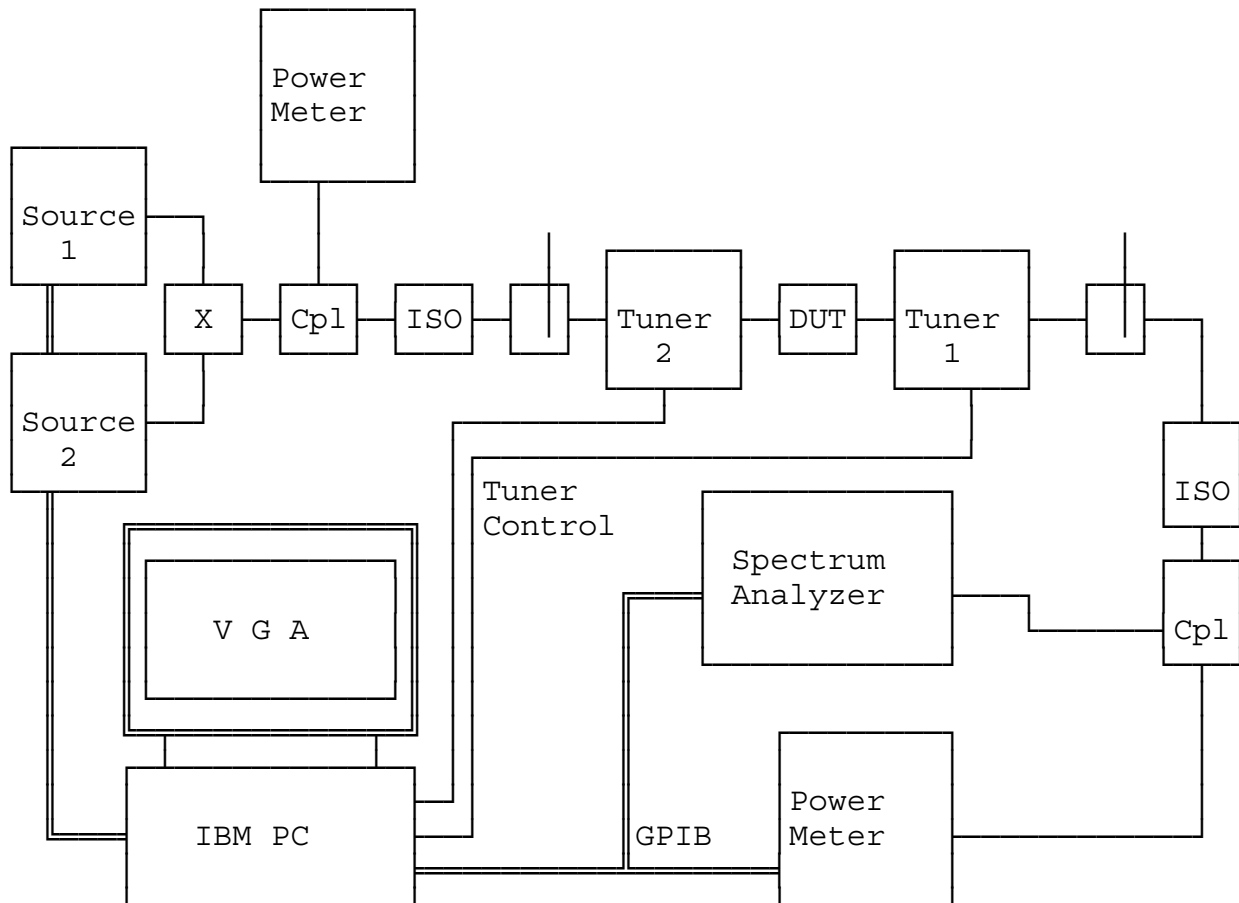 Power
Meter
Source
1
X
Cpl
ISO
Tuner
2
DUT
Tuner
1
Source
2
Tuner
Control
ISO
Spectrum
Analyzer
V G A
Cpl
Power
Meter
IBM PC
GPIB